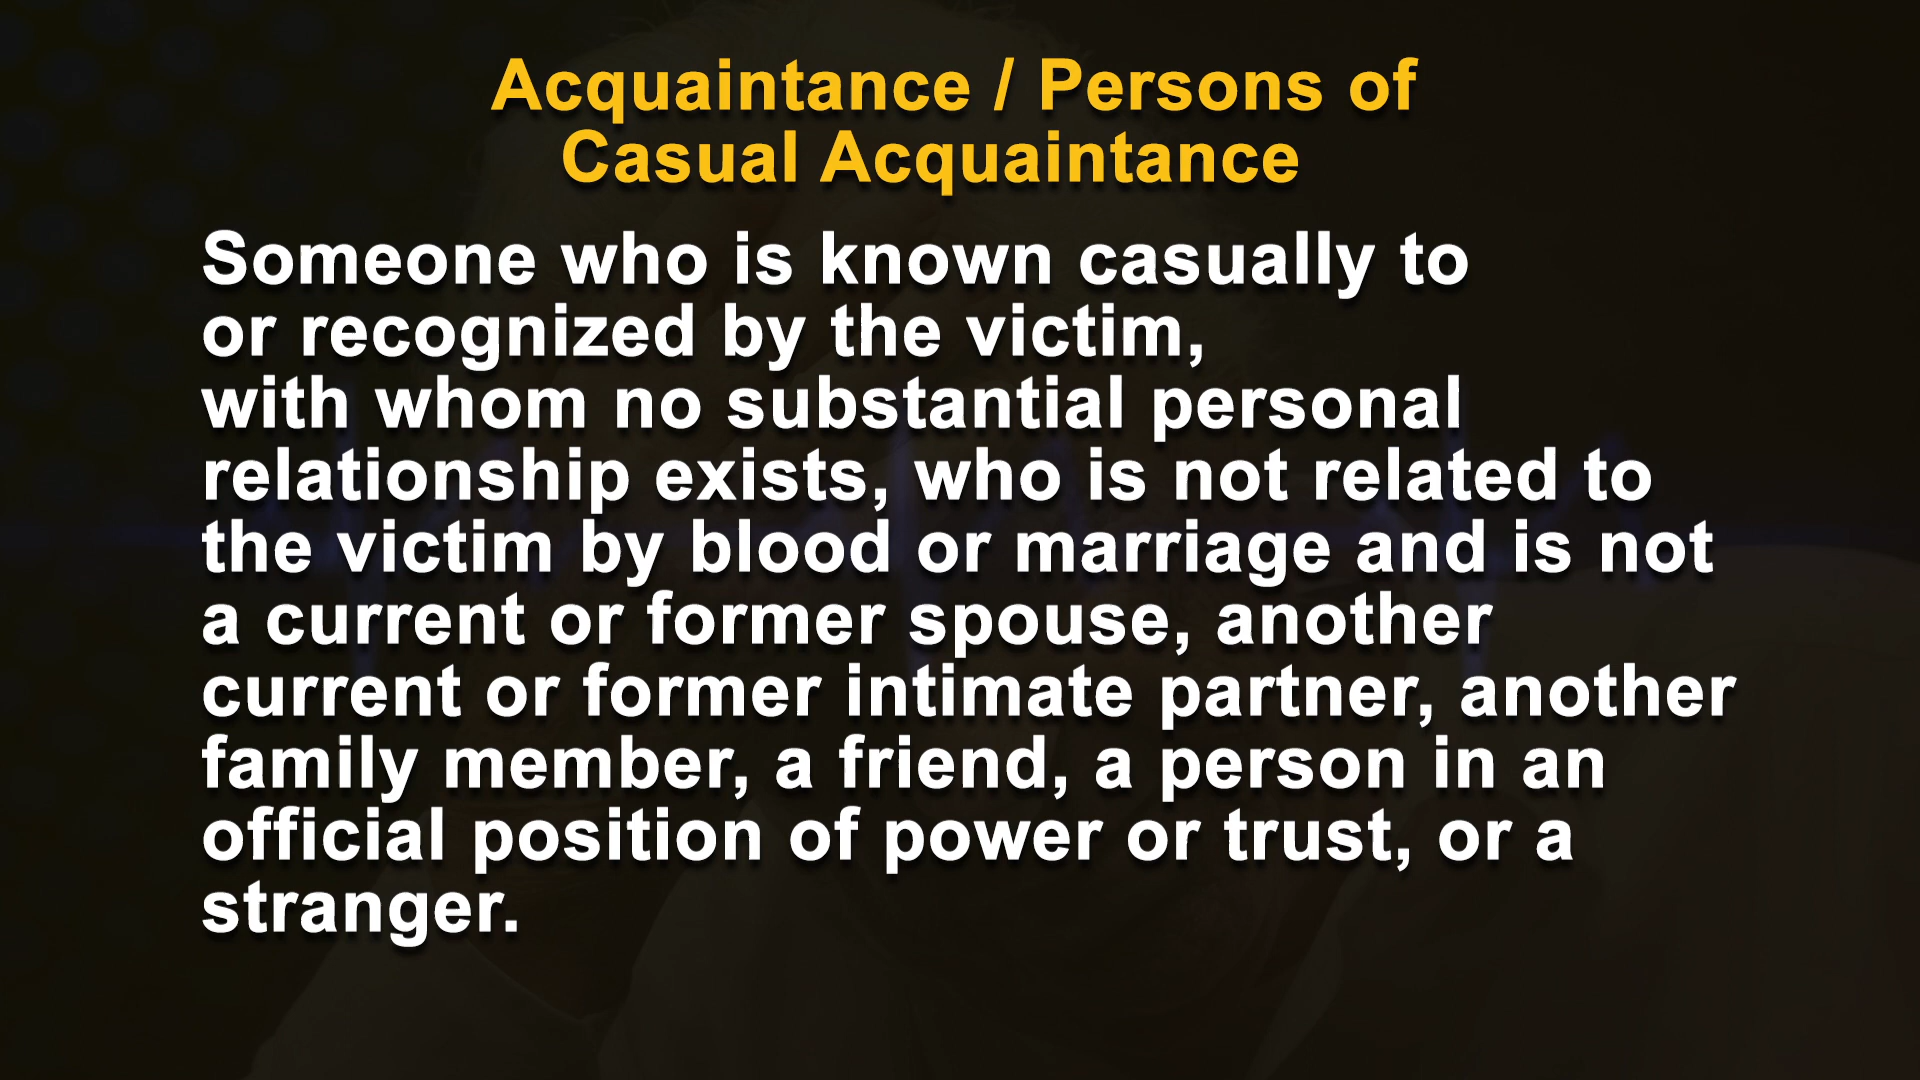 Acquaintance / Persons of
Casual Acquaintance
Someone who is known casually to
or recognized by the victim,
with whom no substantial personal
relationship exists, who is not related to
the victim by blood or marriage and is not
a current or former spouse, another
current or former intimate partner, another
family member, a friend, a person in an
official position of power or trust, or a
stranger.